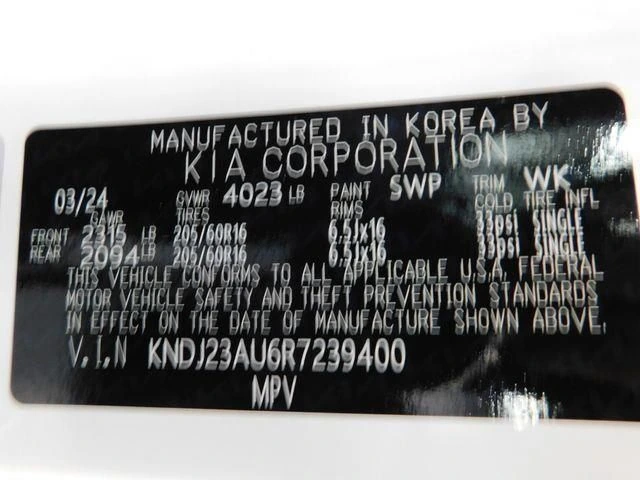 MANUFACTURED IN KOREA BY
KIA CORPORATION
03/24 GVWR 4023 LB PAINT SWP TRIM WK
GAWR TIRES RIMS COLD TIRE INFL
FRONT 2315 LB 205/60R16 6.5Jx16 33psi SINGLE
REAR 2094 LB 205/60R16 6.5Jx16 33psi SINGLE
THIS VEHICLE CONFORMS TO ALL APPLICABLE U.S.A. FEDERAL
MOTOR VEHICLE SAFETY AND THEFT PREVENTION STANDARDS
IN EFFECT ON THE DATE OF MANUFACTURE SHOWN ABOVE.
V.I.N KNDJ23AU6R7239400
MPV